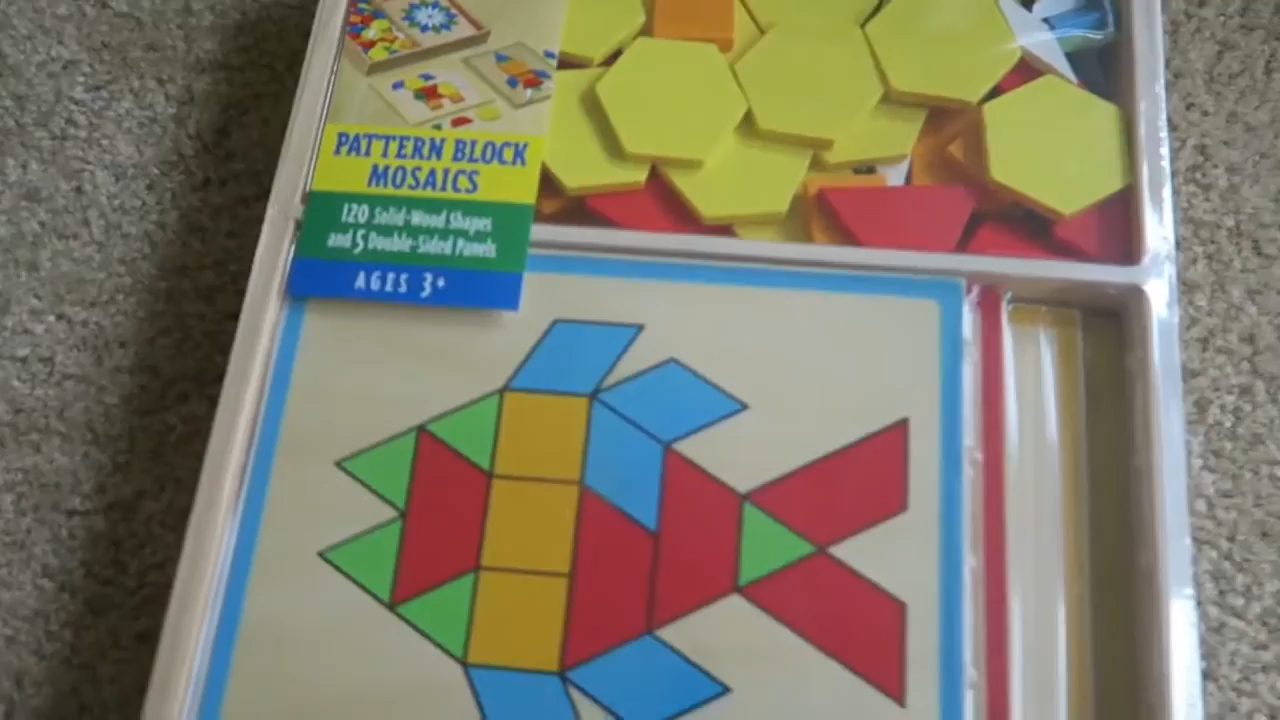 PATTERN BLOCK
MOSAICS
120 Solid-Wood Shapes
and 5 Double-Sided Panels
AGES 3+